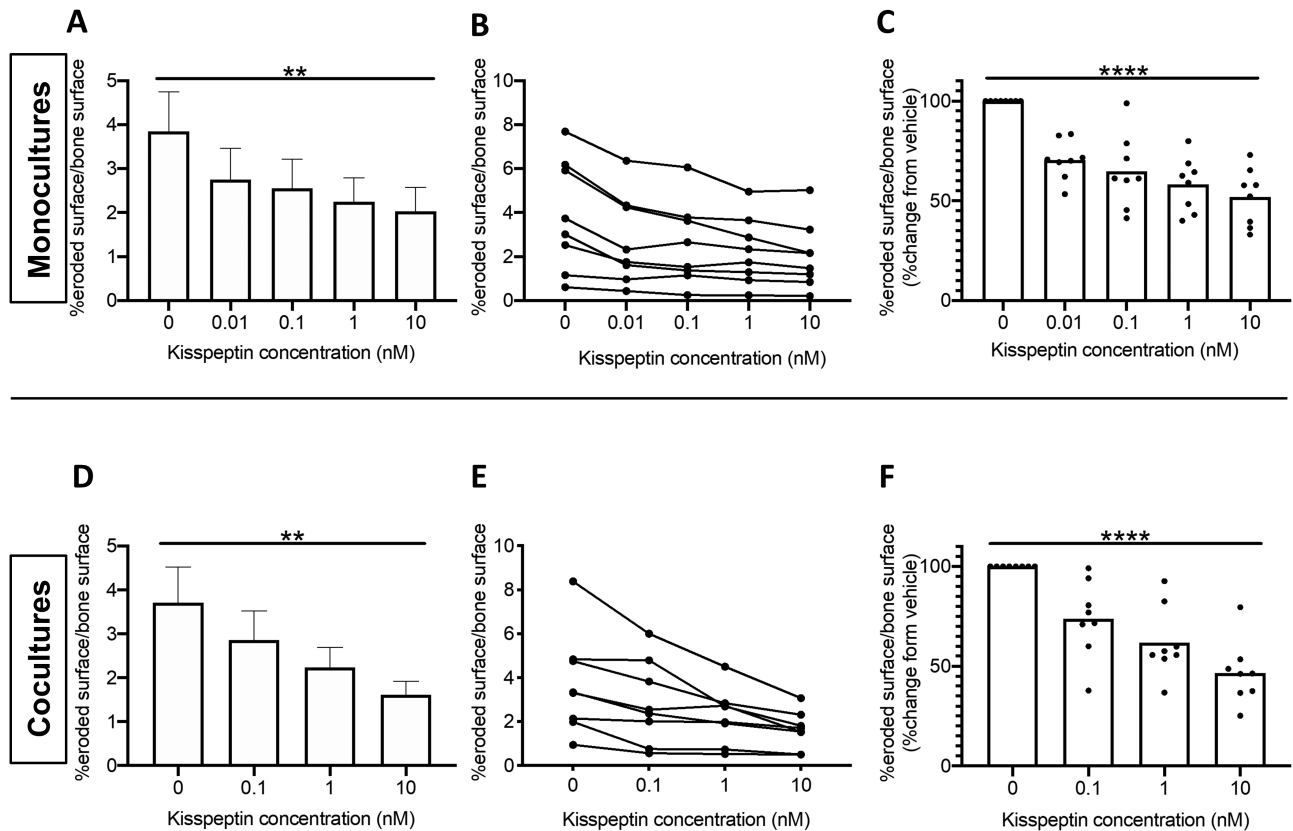 A
B
C
Monocultures
%eroded surface/bone surface
5
4
3
2
1
0
**
0 0.01 0.1 1 10
Kisspeptin concentration (nM)
%eroded surface/bone surface
10
8
6
4
2
0
0 0.01 0.1 1 10
Kisspeptin concentration (nM)
%eroded surface/bone surface
(%change from vehicle)
100
50
0
****
0 0.01 0.1 1 10
Kisspeptin concentration (nM)
D
E
F
Cocultures
%eroded surface/bone surface
5
4
3
2
1
0
**
0 0.1 1 10
Kisspeptin concentration (nM)
%eroded surface/bone surface
10
8
6
4
2
0
0 0.1 1 10
Kisspeptin concentration (nM)
%eroded surface/bone surface
(%change form vehicle)
100
50
0
****
0 0.1 1 10
Kisspeptin concentration (nM)